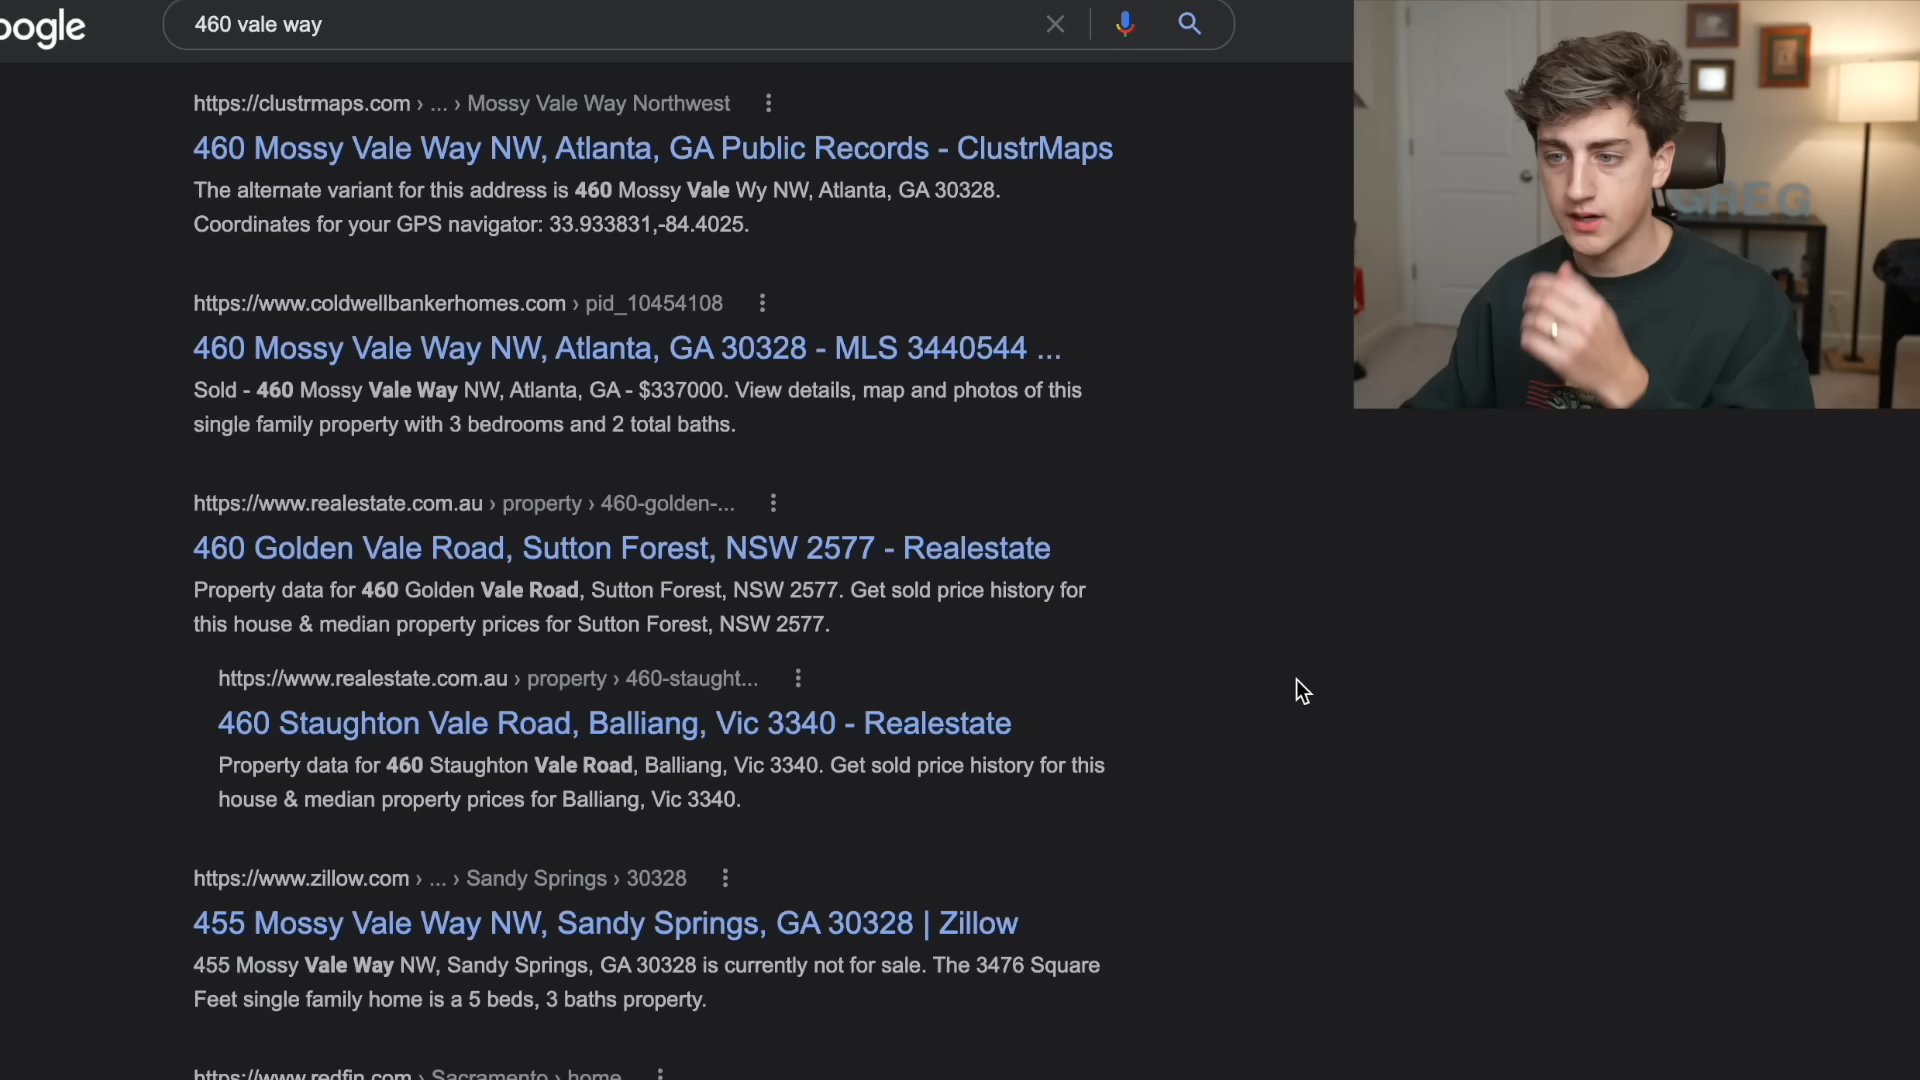 oogle
460 vale way
https://clustrmaps.com › ... › Mossy Vale Way Northwest
460 Mossy Vale Way NW, Atlanta, GA Public Records - ClustrMaps
The alternate variant for this address is 460 Mossy Vale Wy NW, Atlanta, GA 30328.
Coordinates for your GPS navigator: 33.933831,-84.4025.
https://www.coldwellbankerhomes.com › pid_10454108
460 Mossy Vale Way NW, Atlanta, GA 30328 - MLS 3440544 ...
Sold - 460 Mossy Vale Way NW, Atlanta, GA - $337000. View details, map and photos of this
single family property with 3 bedrooms and 2 total baths.
https://www.realestate.com.au › property › 460-golden-...
460 Golden Vale Road, Sutton Forest, NSW 2577 - Realestate
Property data for 460 Golden Vale Road, Sutton Forest, NSW 2577. Get sold price history for
this house & median property prices for Sutton Forest, NSW 2577.
https://www.realestate.com.au › property › 460-staught...
460 Staughton Vale Road, Balliang, Vic 3340 - Realestate
Property data for 460 Staughton Vale Road, Balliang, Vic 3340. Get sold price history for this
house & median property prices for Balliang, Vic 3340.
https://www.zillow.com › ... › Sandy Springs › 30328
455 Mossy Vale Way NW, Sandy Springs, GA 30328 | Zillow
455 Mossy Vale Way NW, Sandy Springs, GA 30328 is currently not for sale. The 3476 Square
Feet single family home is a 5 beds, 3 baths property.
https://www.redfin.com › Sacramento › home
GREG